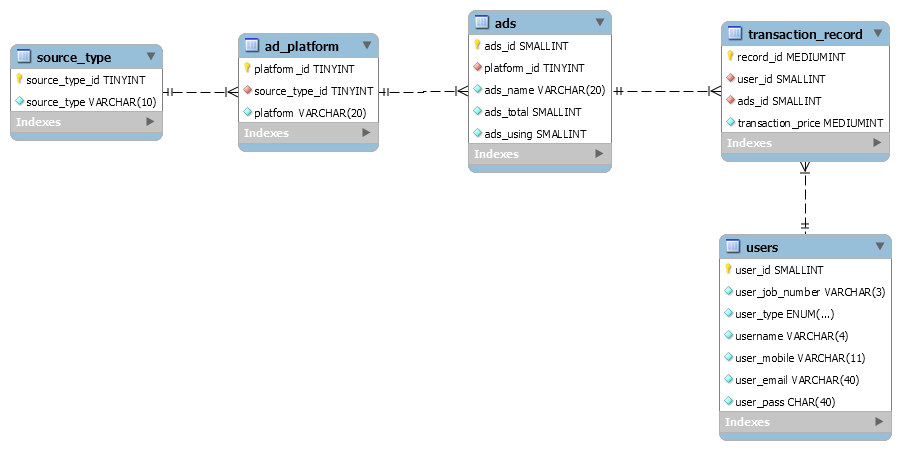 source_type
source_type_id TINYINT
source_type VARCHAR(10)
Indexes
ad_platform
platform _id TINYINT
source_type_id TINYINT
platform VARCHAR(20)
Indexes
ads
ads_id SMALLINT
platform _id TINYINT
ads_name VARCHAR(20)
ads_total SMALLINT
ads_using SMALLINT
Indexes
transaction_record
record_id MEDIUMINT
user_id SMALLINT
ads_id SMALLINT
transaction_price MEDIUMINT
Indexes
users
user_id SMALLINT
user_job_number VARCHAR(3)
user_type ENUM(...)
username VARCHAR(4)
user_mobile VARCHAR(11)
user_email VARCHAR(40)
user_pass CHAR(40)
Indexes